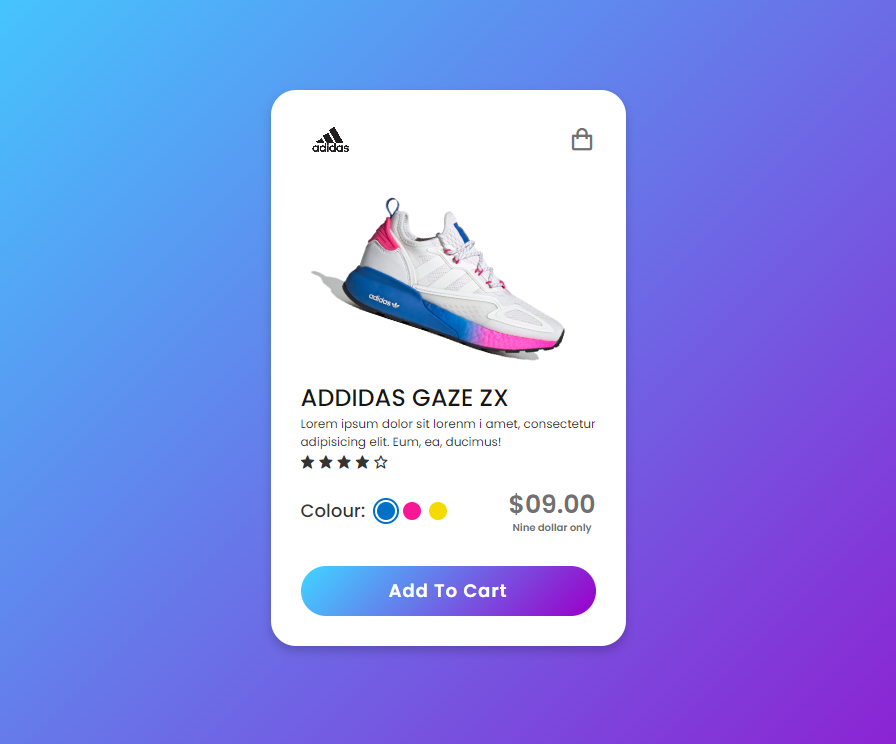 adidas
adidas
ADDIDAS GAZE ZX
Lorem ipsum dolor sit lorenm i amet, consectetur
adipisicing elit. Eum, ea, ducimus!
Colour:
$09.00
Nine dollar only
Add To Cart